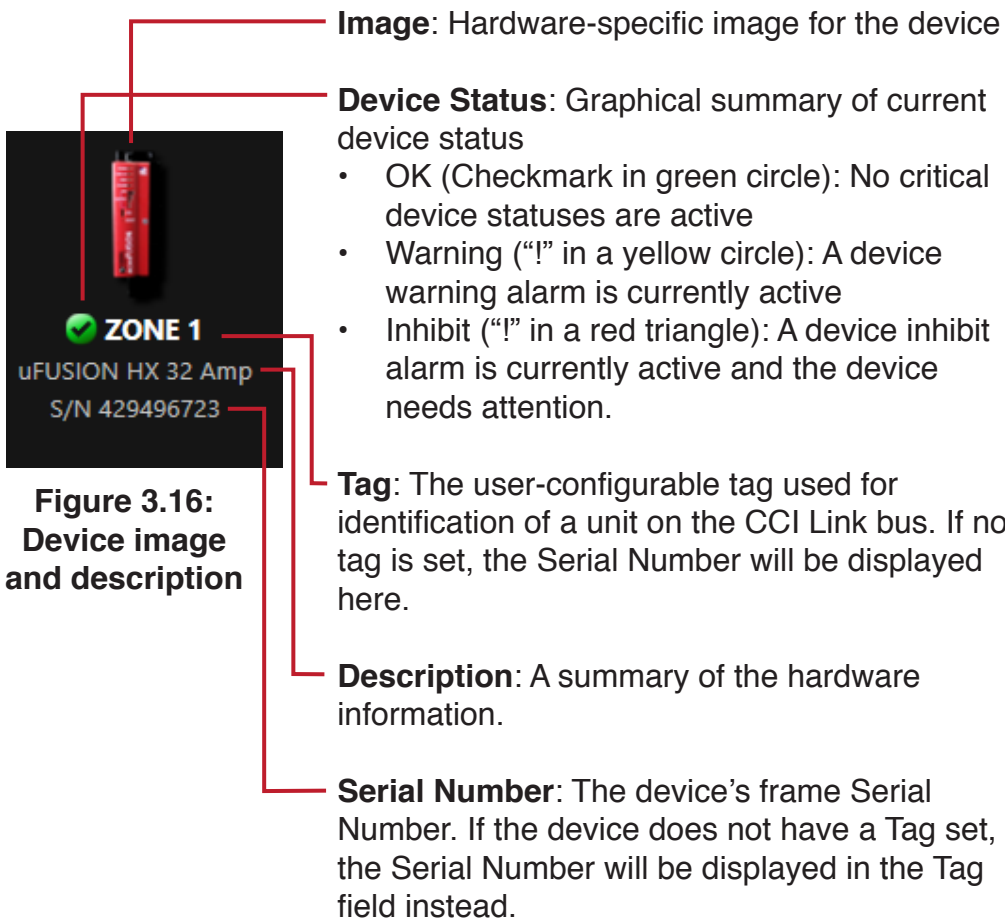 Image: Hardware-specific image for the device
Device Status: Graphical summary of current
device status
• OK (Checkmark in green circle): No critical
device statuses are active
• Warning (“!” in a yellow circle): A device
warning alarm is currently active
• Inhibit (“!” in a red triangle): A device inhibit
alarm is currently active and the device
needs attention.
ZONE 1
uFUSION HX 32 Amp
S/N 429496723
Figure 3.16:
Device image
and description
Tag: The user-configurable tag used for
identification of a unit on the CCI Link bus. If no
tag is set, the Serial Number will be displayed
here.
Description: A summary of the hardware
information.
Serial Number: The device’s frame Serial
Number. If the device does not have a Tag set,
the Serial Number will be displayed in the Tag
field instead.